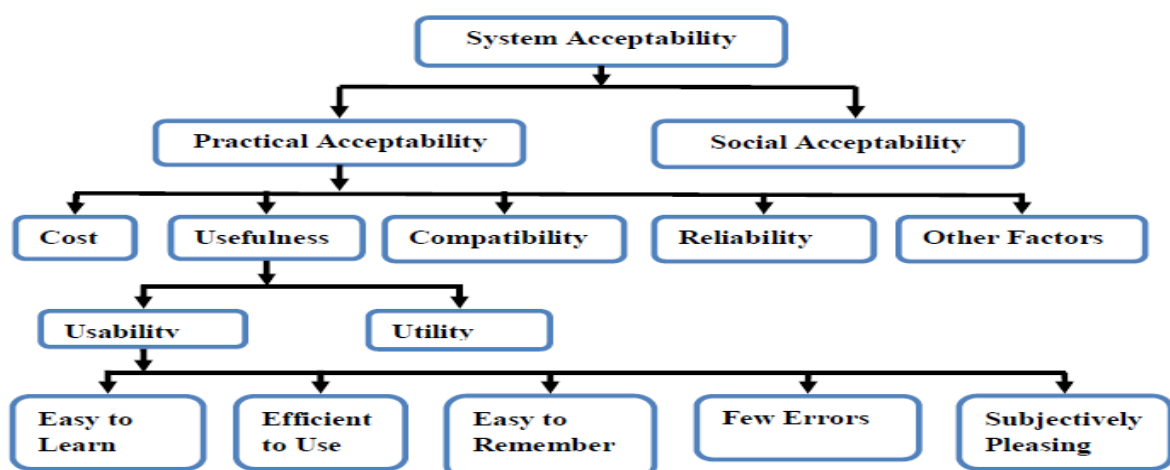 System Acceptability
Practical Acceptability
Social Acceptability
Cost
Usefulness
Compatibility
Reliability
Other Factors
Usability
Utility
Easy to
Learn
Efficient
to Use
Easy to
Remember
Few Errors
Subjectively
Pleasing